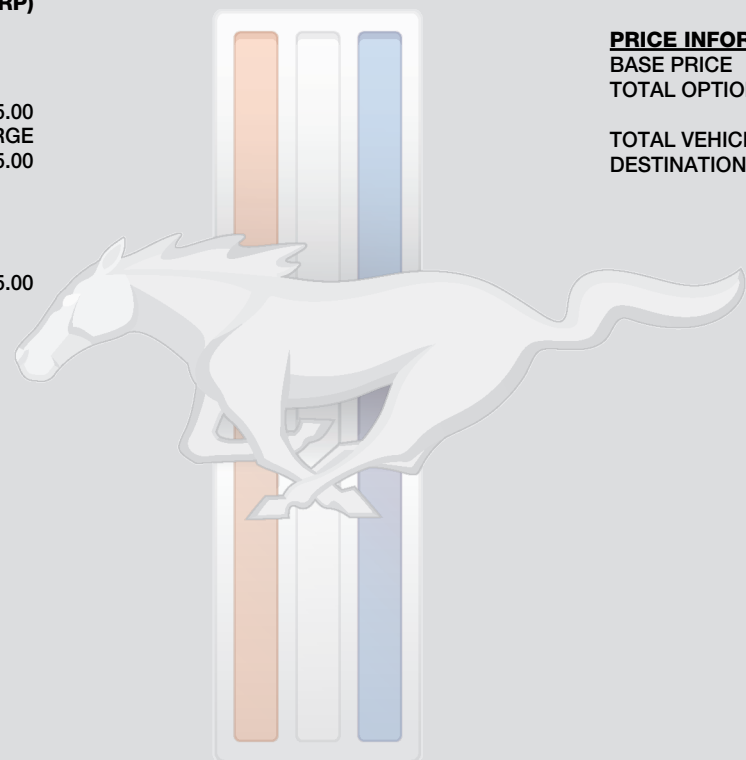 RP)
5.00
RGE
5.00
5.00
PRICE INFOR
BASE PRICE
TOTAL OPTIO
TOTAL VEHICL
DESTINATION